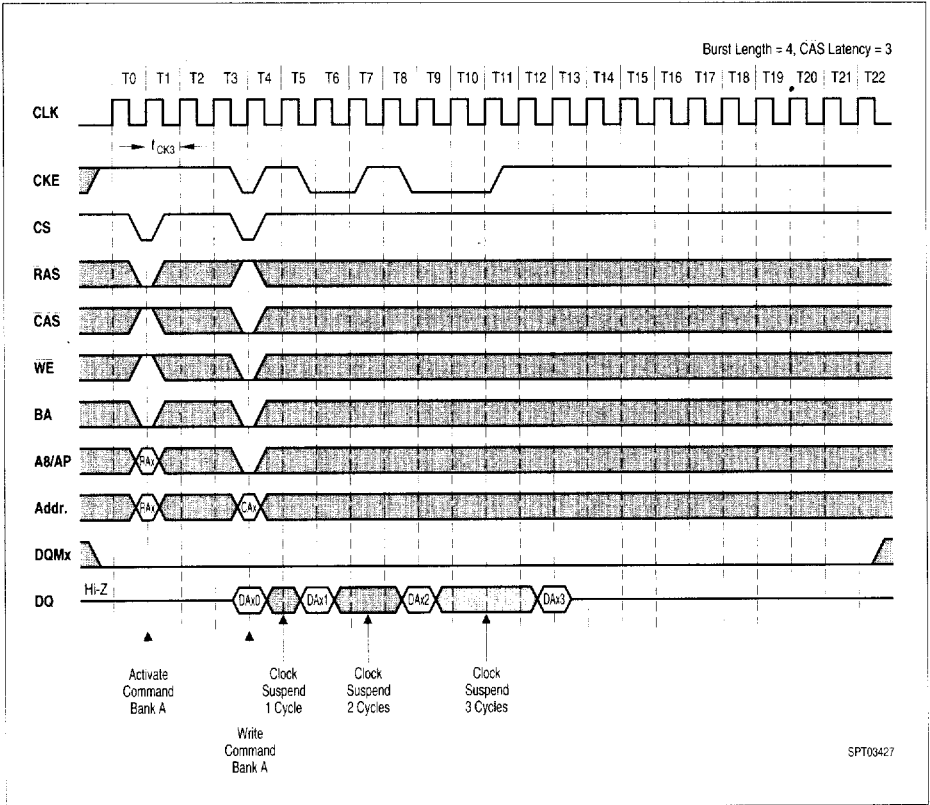 Burst Length = 4, CAS Latency = 3
T0 T1 T2 T3 T4 T5 T6 T7 T8 T9 T10 T11 T12 T13 T14 T15 T16 T17 T18 T19 T20 T21 T22
CLK
tCK3
CKE
CS
RAS
CAS
WE
BA
A8/AP RAx
Addr. RAx CAx
DQMx
DQ Hi-Z DAx0 DAx1 DAx2 DAx3
Activate
Command
Bank A
Write
Command
Bank A
Clock
Suspend
1 Cycle
Clock
Suspend
2 Cycles
Clock
Suspend
3 Cycles
SPT03427